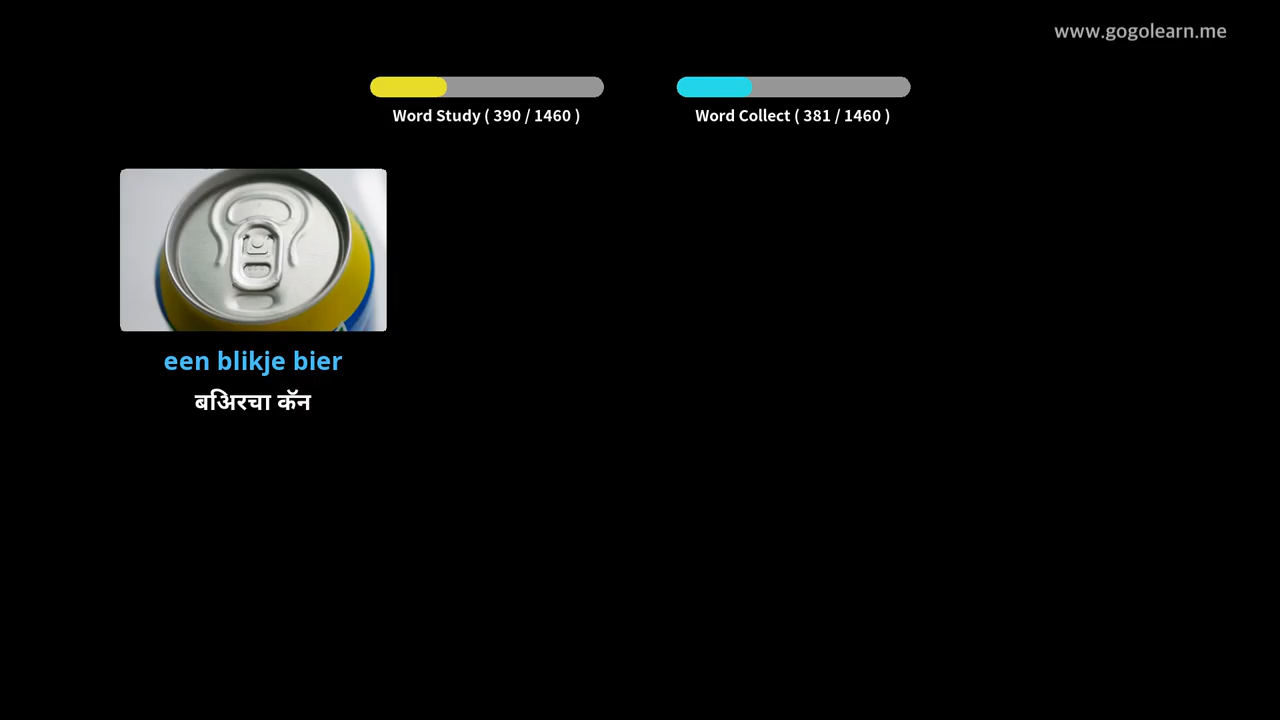 www.gogolearn.me
Word Study ( 390 / 1460 )
Word Collect ( 381 / 1460 )
een blikje bier
बिअरचा कॅन